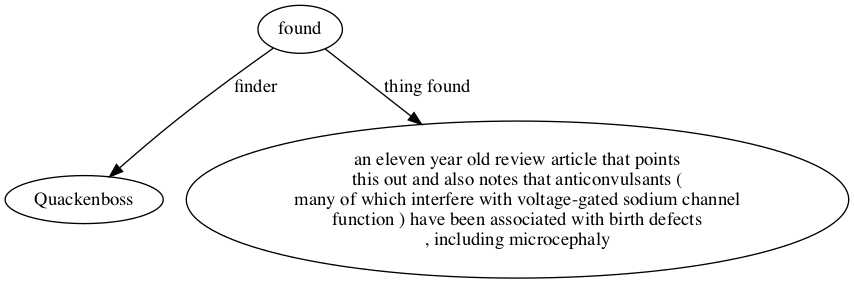 found
finder
thing found
Quackenboss
an eleven year old review article that points
this out and also notes that anticonvulsants (
many of which interfere with voltage-gated sodium channel
function ) have been associated with birth defects
, including microcephaly